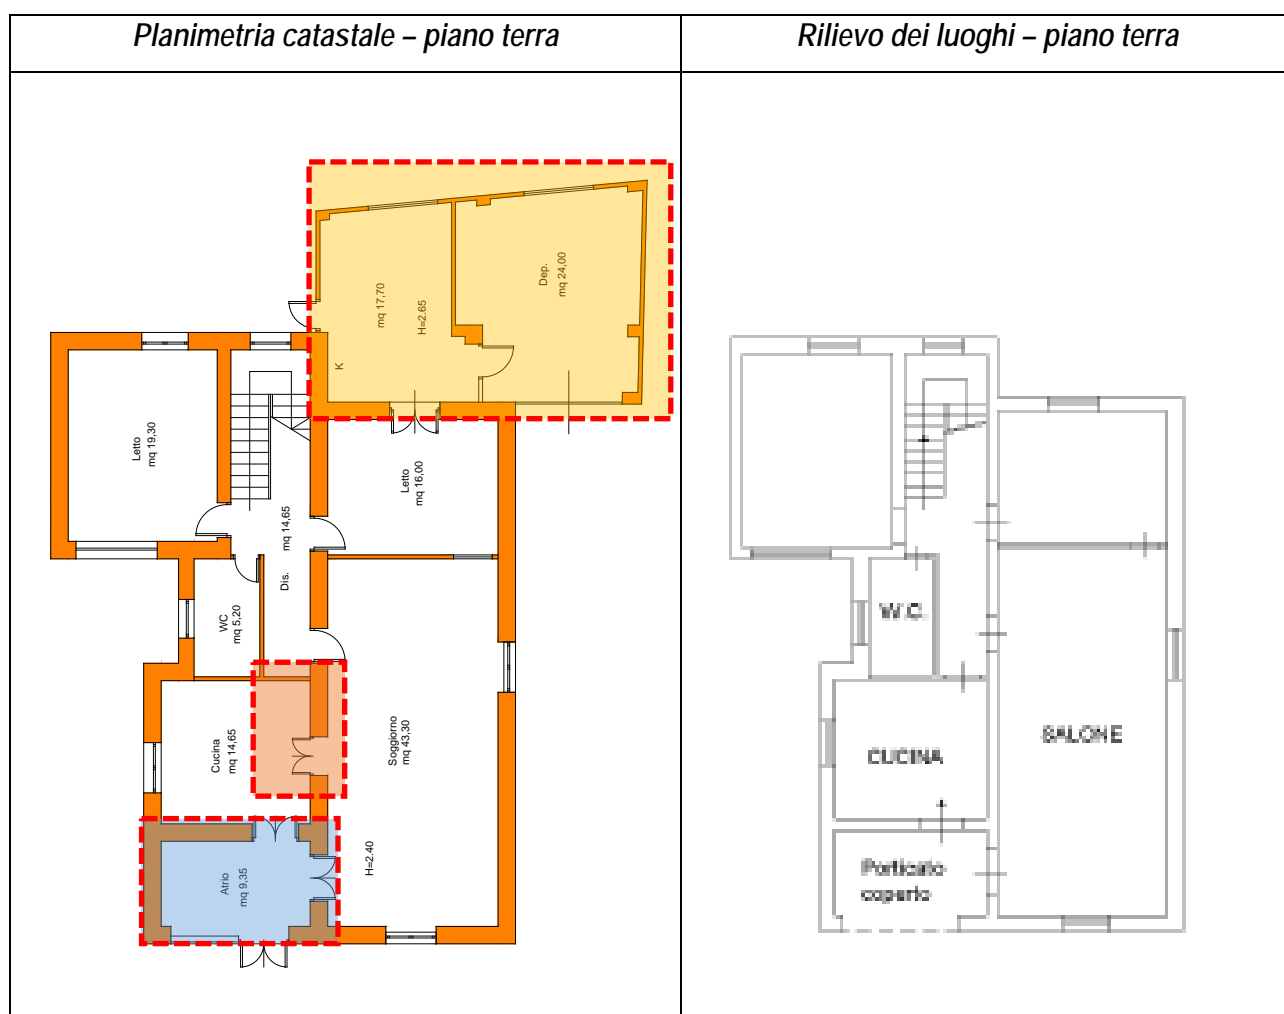 Planimetria catastale – piano terra
Rilievo dei luoghi – piano terra
Dep.
mq 24,00
mq 17,70
H=2.65
K
Letto
mq 19,30
Letto
mq 16,00
mq 14,65
Dis.
WC
mq 5,20
Cucina
mq 14,65
Soggiorno
mq 43,30
H=2.40
Atrio
mq 9,35
W.C.
CUCINA
SALONE
Porticato
coperto